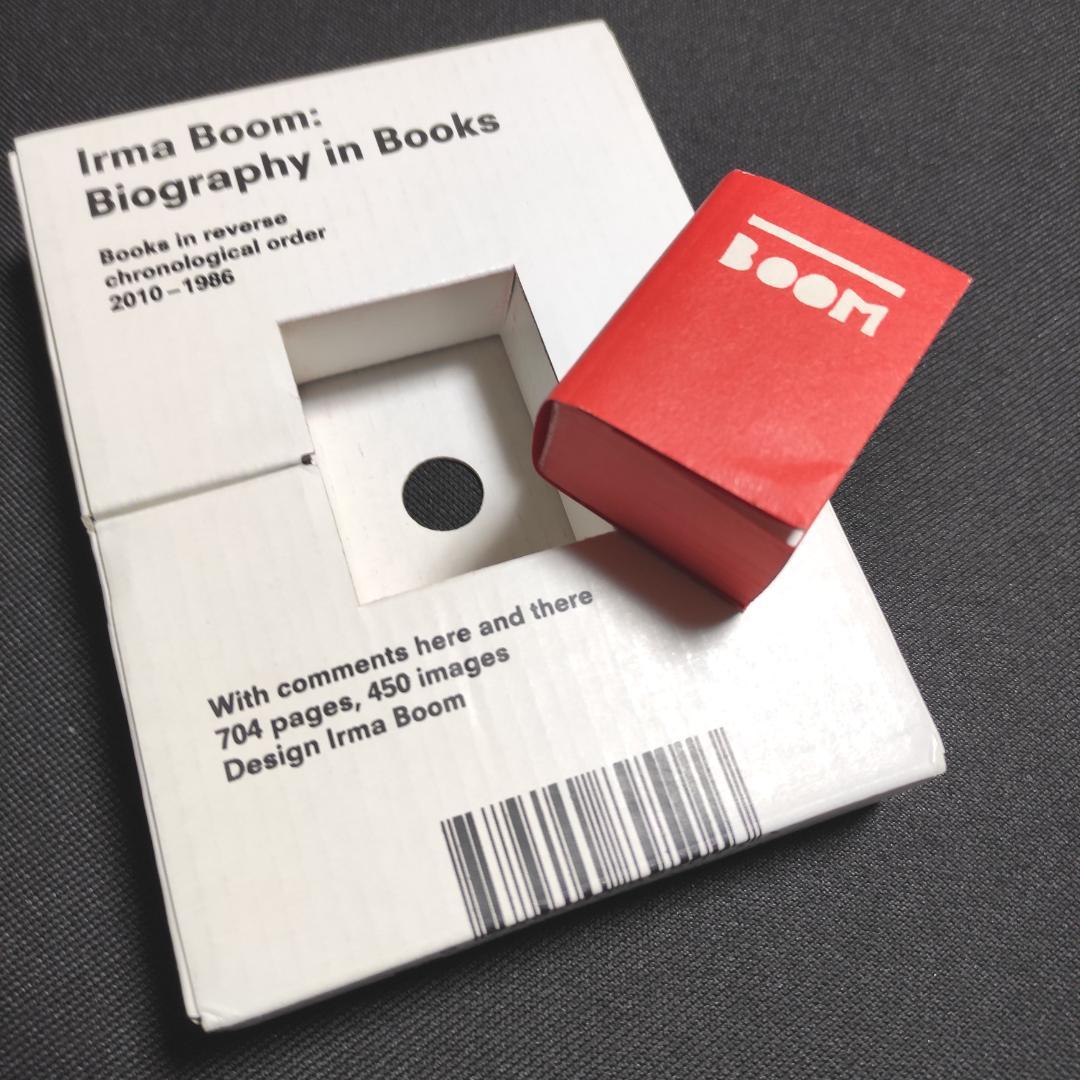 Irma Boom:
Biography in Books
Books in reverse
chronological order
2010–1986
BOOM
With comments here and there
704 pages, 450 images
Design Irma Boom